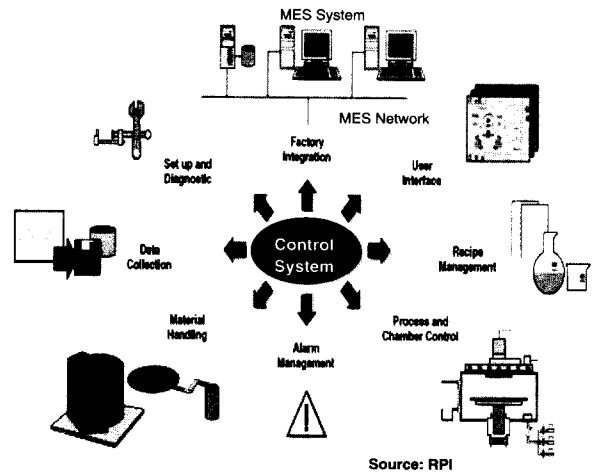 MES System
MES Network
Factory
Integration
Set up and
Diagnostic
User
Interface
Control
System
Data
Collection
Recipe
Management
Material
Handling
Process and
Chamber Control
Alarm
Management
Source: RPI